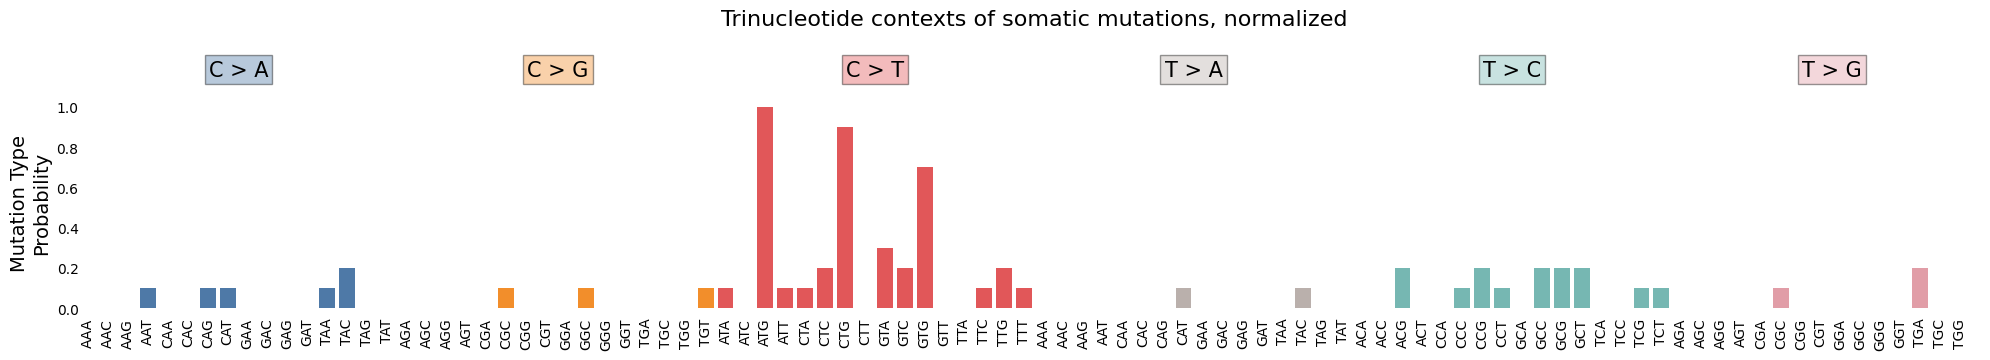 Trinucleotide contexts of somatic mutations, normalized
C > A
C > G
C > T
T > A
T > C
T > G
Mutation Type
Probability
1.0
0.8
0.6
0.4
0.2
0.0
AAA
AAC
AAG
AAT
CAA
CAC
CAG
CAT
GAA
GAC
GAG
GAT
TAA
TAC
TAG
TAT
AGA
AGC
AGG
AGT
CGA
CGC
CGG
CGT
GGA
GGC
GGG
GGT
TGA
TGC
TGG
TGT
ATA
ATC
ATG
ATT
CTA
CTC
CTG
CTT
GTA
GTC
GTG
GTT
TTA
TTC
TTG
TTT
AAA
AAC
AAG
AAT
CAA
CAC
CAG
CAT
GAA
GAC
GAG
GAT
TAA
TAC
TAG
TAT
ACA
ACC
ACG
ACT
CCA
CCC
CCG
CCT
GCA
GCC
GCG
GCT
TCA
TCC
TCG
TCT
AGA
AGC
AGG
AGT
CGA
CGC
CGG
CGT
GGA
GGC
GGG
GGT
TGA
TGC
TGG